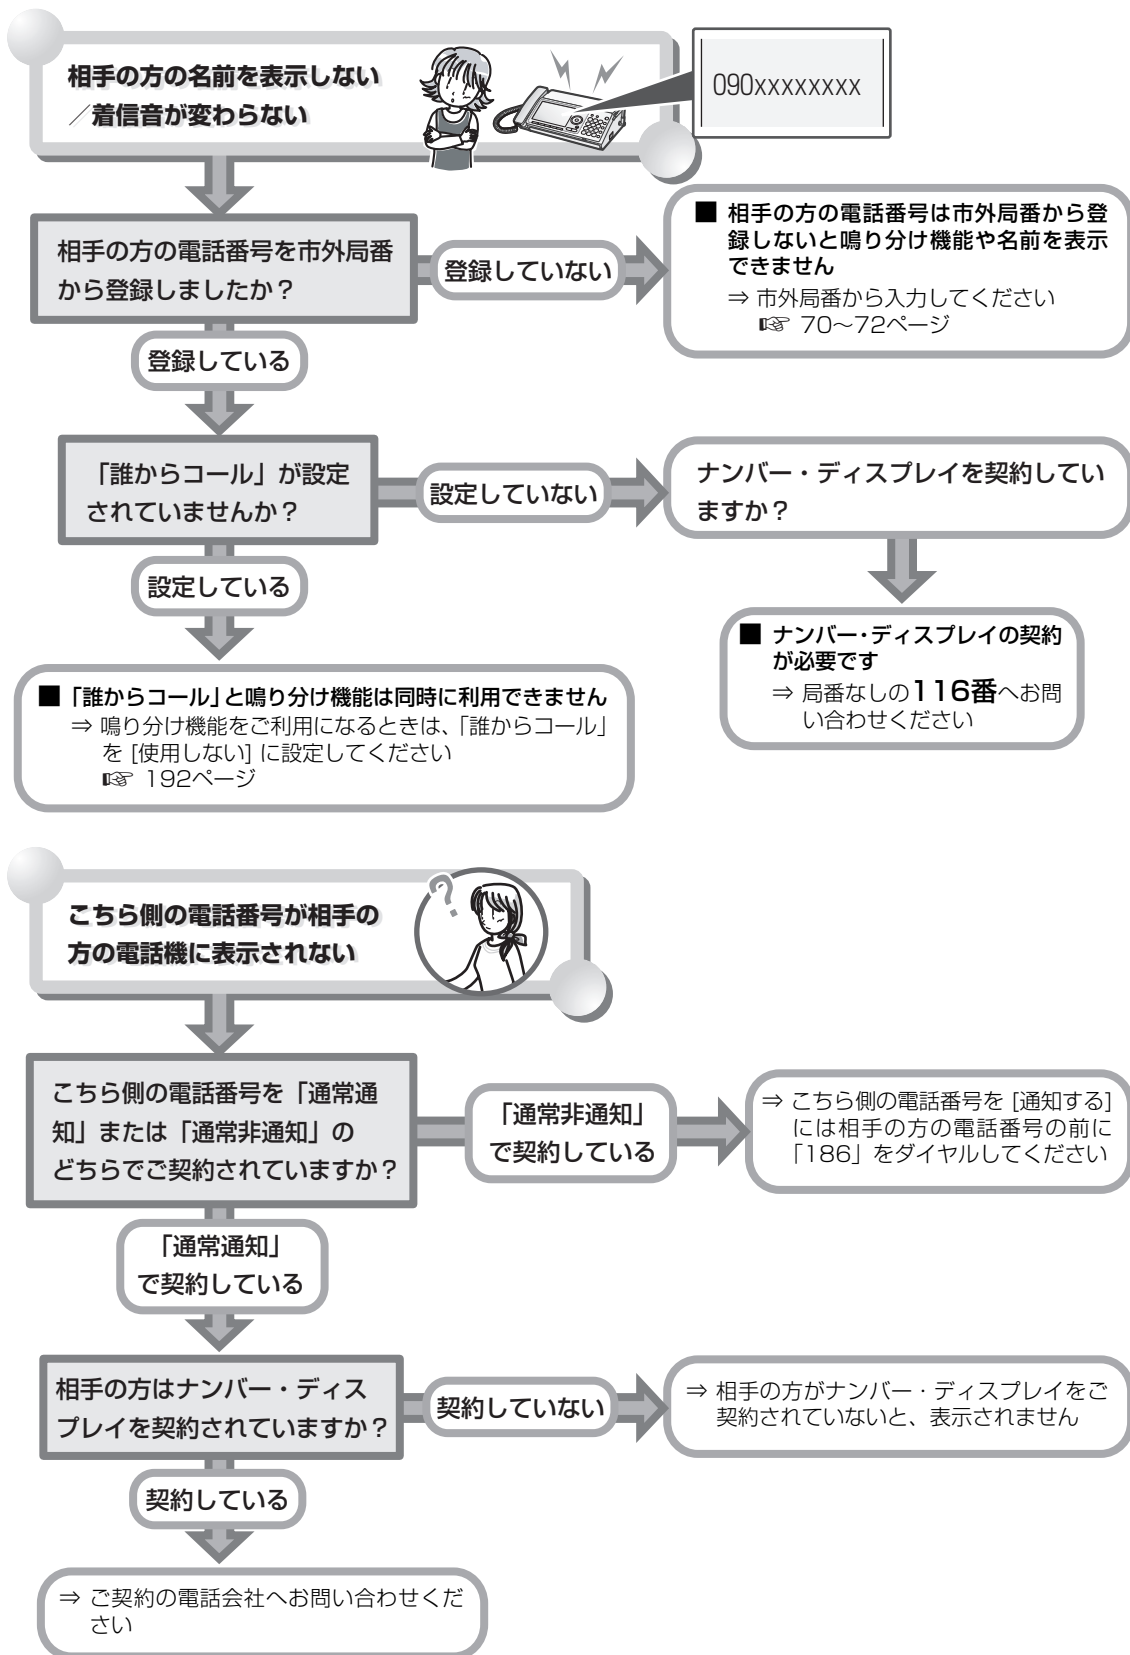 相手の方の名前を表示しない
／着信音が変わらない
090xxxxxxxx
相手の方の電話番号を市外局番
から登録しましたか？
登録していない
■ 相手の方の電話番号は市外局番から登
録しないと鳴り分け機能や名前を表示
できません
⇒ 市外局番から入力してください
☞ 70～72ページ
登録している
「誰からコール」が設定
されていませんか？
設定していない
ナンバー・ディスプレイを契約してい
ますか？
設定している
■ ナンバー・ディスプレイの契約
が必要です
⇒ 局番なしの116番へお問
い合わせください
■「誰からコール」と鳴り分け機能は同時に利用できません
⇒ 鳴り分け機能をご利用になるときは、「誰からコール」
を [使用しない] に設定してください
☞ 192ページ
こちら側の電話番号が相手の
方の電話機に表示されない
?
こちら側の電話番号を「通常通
知」または「通常非通知」の
どちらでご契約されていますか？
「通常非通知」
で契約している
⇒ こちら側の電話番号を [通知する]
には相手の方の電話番号の前に
「186」をダイヤルしてください
「通常通知」
で契約している
相手の方はナンバー・ディス
プレイを契約されていますか？
契約していない
⇒ 相手の方がナンバー・ディスプレイをご
契約されていないと、表示されません
契約している
⇒ ご契約の電話会社へお問い合わせくだ
さい